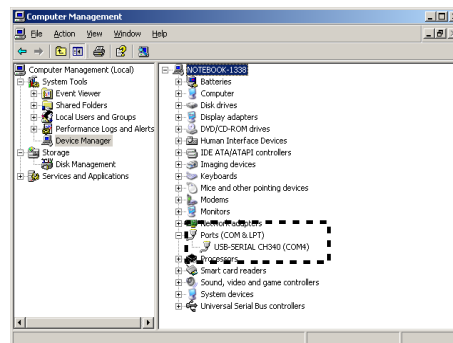 Computer Management
File Action View Window Help
Computer Management (Local)
System Tools
Event Viewer
Shared Folders
Local Users and Groups
Performance Logs and Alerts
Device Manager
Storage
Disk Management
Services and Applications
NOTEBOOK-1338
Batteries
Computer
Disk drives
Display adapters
DVD/CD-ROM drives
Human Interface Devices
IDE ATA/ATAPI controllers
Imaging devices
Keyboards
Mice and other pointing devices
Modems
Monitors
Network adapters
Ports (COM & LPT)
USB-SERIAL CH340 (COM4)
Processors
Smart card readers
Sound, video and game controllers
System devices
Universal Serial Bus controllers